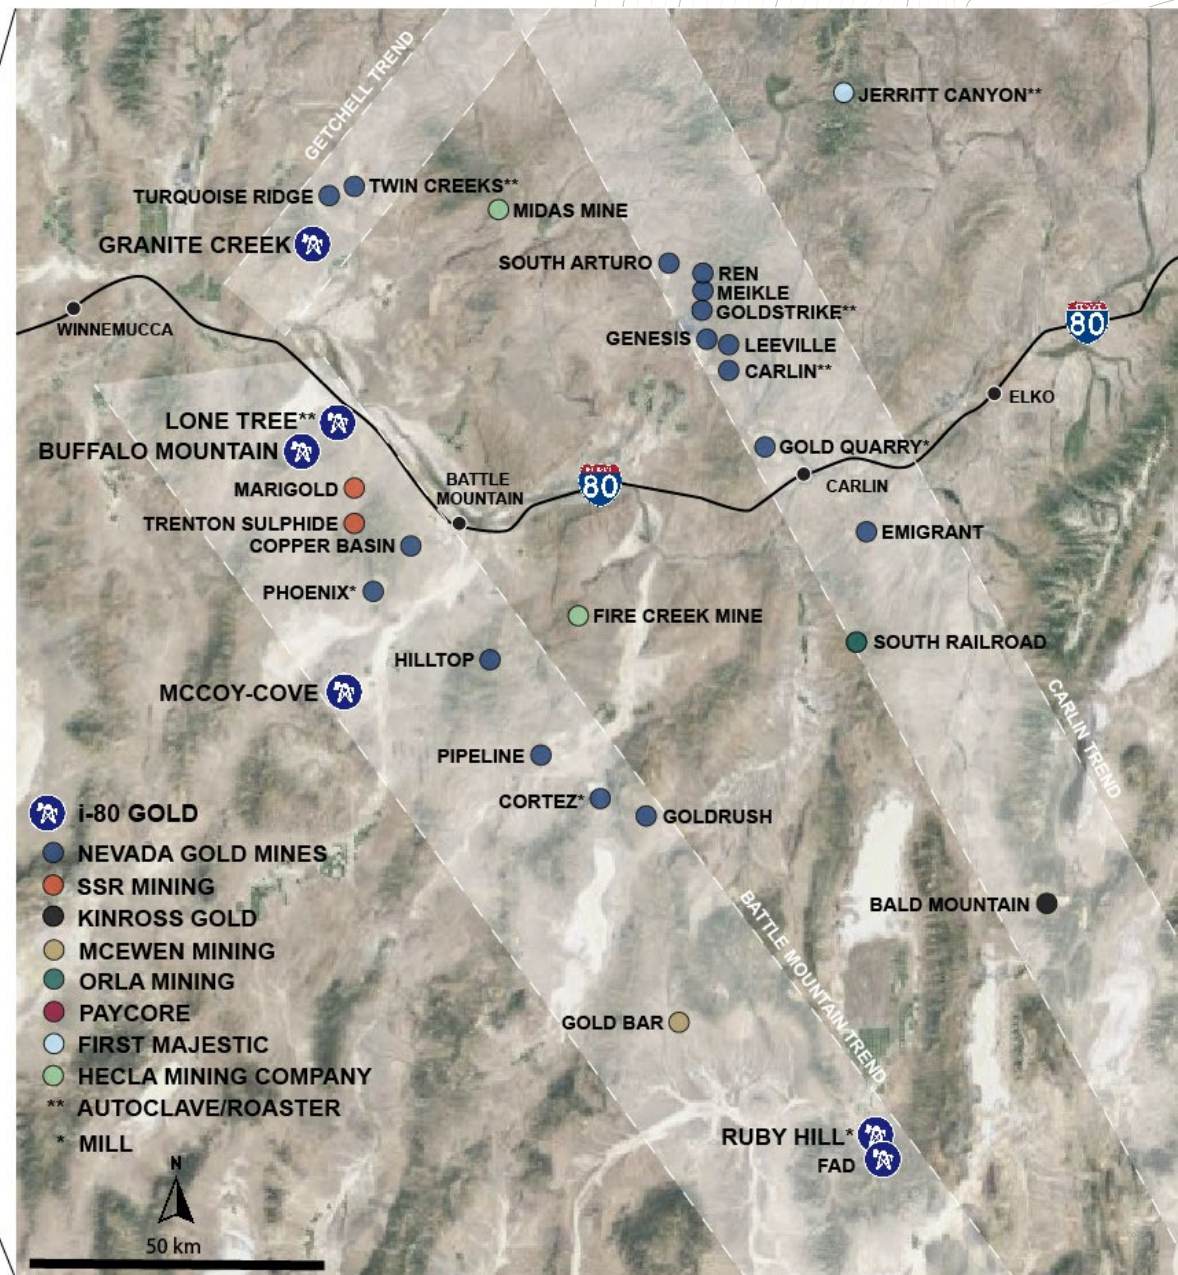 GETCHELL TREND
JERRITT CANYON**
TURQUOISE RIDGE
TWIN CREEKS**
MIDAS MINE
GRANITE CREEK
SOUTH ARTURO
REN
MEIKLE
GOLDSTRIKE**
GENESIS
LEEVILLE
CARLIN**
WINNEMUCCA
80
ELKO
LONE TREE**
BUFFALO MOUNTAIN
GOLD QUARRY*
CARLIN
MARIGOLD
BATTLE
MOUNTAIN
80
TRENTON SULPHIDE
COPPER BASIN
EMIGRANT
PHOENIX*
FIRE CREEK MINE
SOUTH RAILROAD
HILLTOP
MCCOY-COVE
CARLIN TREND
PIPELINE
CORTEZ*
GOLDRUSH
BALD MOUNTAIN
BATTLE MOUNTAIN TREND
GOLD BAR
RUBY HILL*
FAD
i-80 GOLD
NEVADA GOLD MINES
SSR MINING
KINROSS GOLD
MCEWEN MINING
ORLA MINING
PAYCORE
FIRST MAJESTIC
HECLA MINING COMPANY
** AUTOCLAVE/ROASTER
* MILL
N
50 km